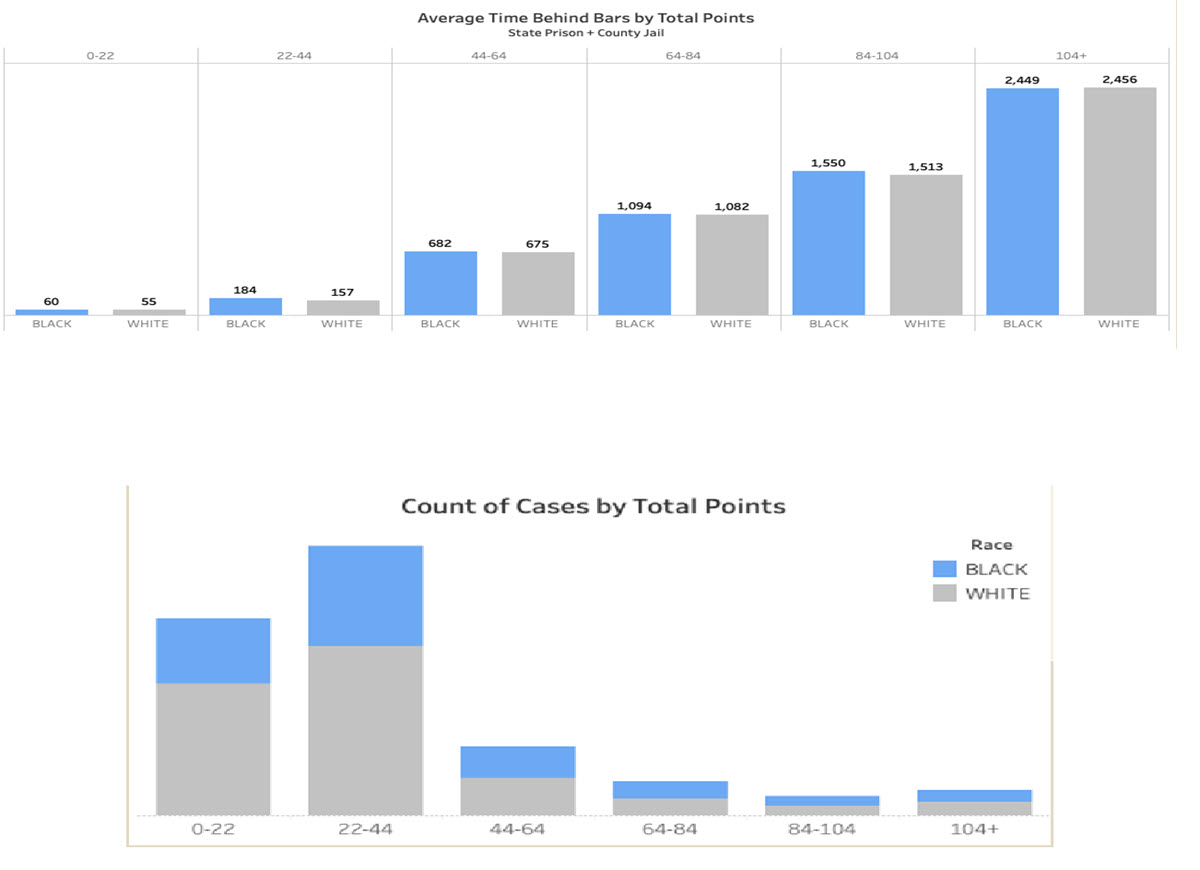 Average Time Behind Bars by Total Points
State Prison + County Jail
0-22 22-44 44-64 64-84 84-104 104+
60 55 184 157 682 675 1,094 1,082 1,550 1,513 2,449 2,456
BLACK WHITE BLACK WHITE BLACK WHITE BLACK WHITE BLACK WHITE BLACK WHITE
Count of Cases by Total Points
Race
BLACK
WHITE
0-22 22-44 44-64 64-84 84-104 104+